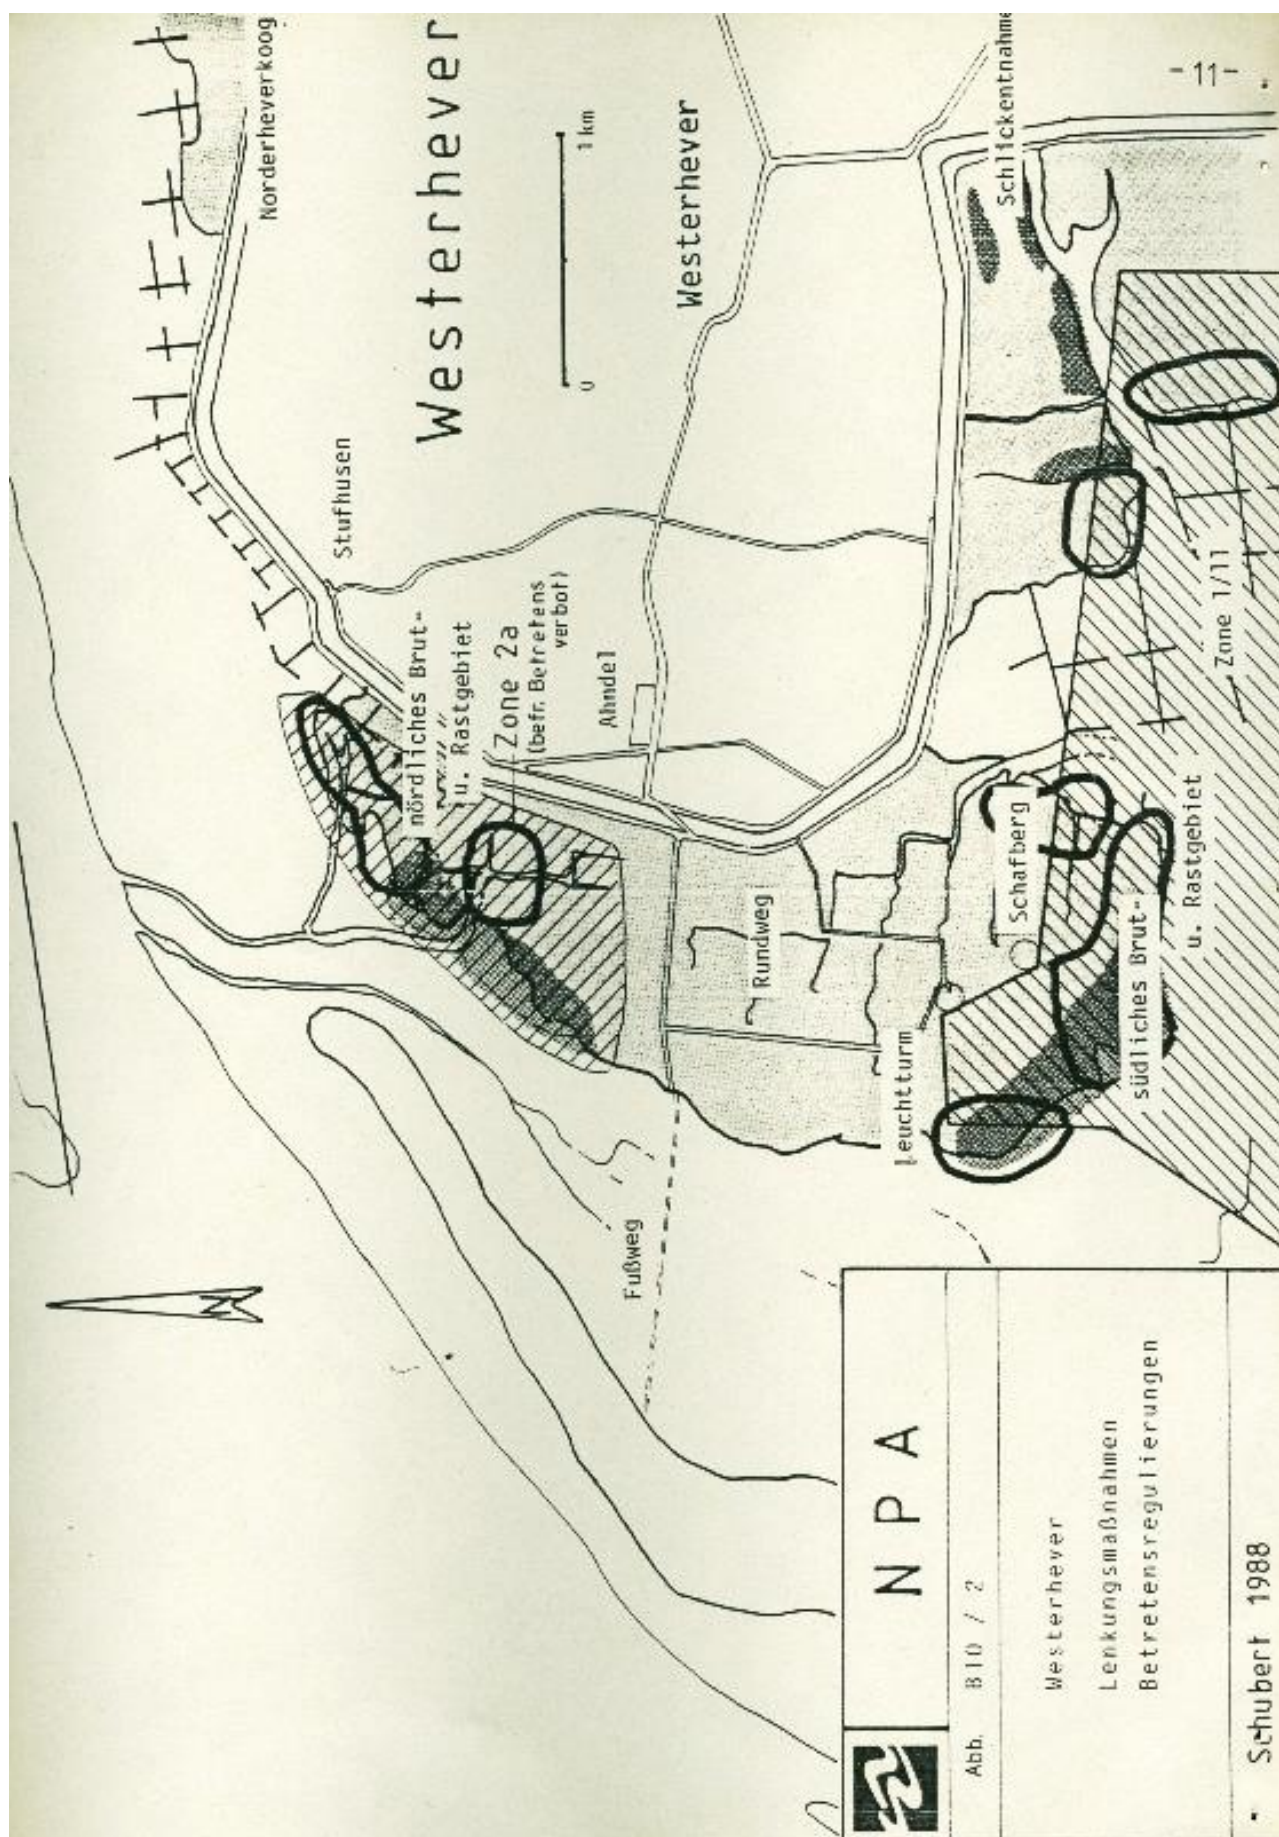 - 11 -
Westerhever
0 1 km
Norderheverkoog
Stufhusen
nördliches Brut-
u. Rastgebiet
Zone 2a
(befr. Betretens
verbot)
Ahndel
Westerhever
Schlickentnahme
Rundweg
Schafberg
Leuchtturm
Fußweg
südliches Brut-
u. Rastgebiet
Zone 1/11
N
NPA
Abb. B10 / 2
Westerhever
Lenkungsmaßnahmen
Betretensregulierungen
Schubert 1988